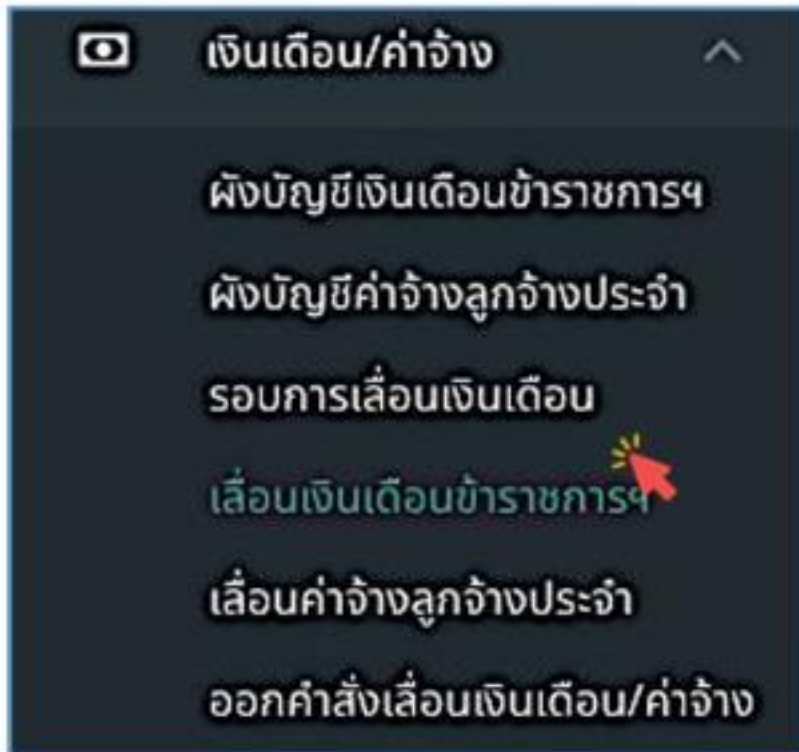 เงินเดือน/ค่าจ้าง
ผังบัญชีเงินเดือนข้าราชการฯ
ผังบัญชีค่าจ้างลูกจ้างประจำ
รอบการเลื่อนเงินเดือน
เลื่อนเงินเดือนข้าราชการฯ
เลื่อนค่าจ้างลูกจ้างประจำ
ออกคำสั่งเลื่อนเงินเดือน/ค่าจ้าง